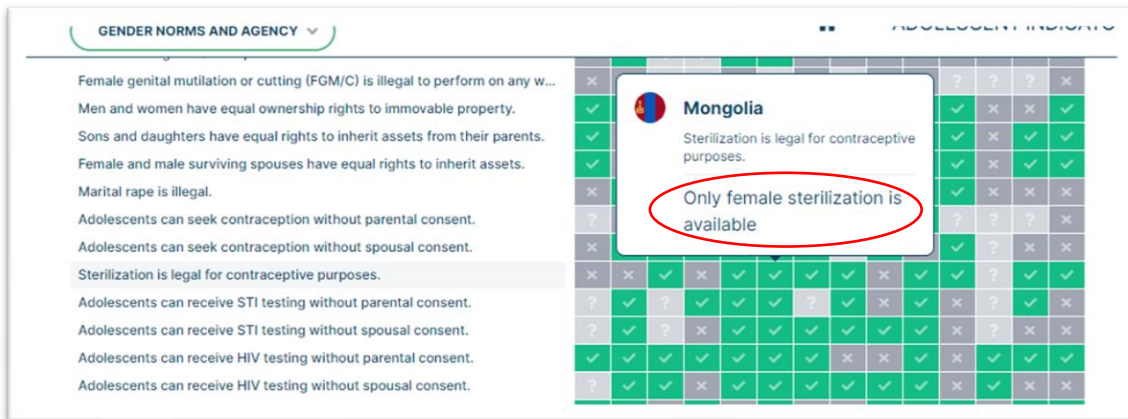 GENDER NORMS AND AGENCY
Female genital mutilation or cutting (FGM/C) is illegal to perform on any w...
Men and women have equal ownership rights to immovable property.
Sons and daughters have equal rights to inherit assets from their parents.
Female and male surviving spouses have equal rights to inherit assets.
Marital rape is illegal.
Adolescents can seek contraception without parental consent.
Adolescents can seek contraception without spousal consent.
Sterilization is legal for contraceptive purposes.
Adolescents can receive STI testing without parental consent.
Adolescents can receive STI testing without spousal consent.
Adolescents can receive HIV testing without parental consent.
Adolescents can receive HIV testing without spousal consent.
Mongolia
Sterilization is legal for contraceptive
purposes.
Only female sterilization is
available